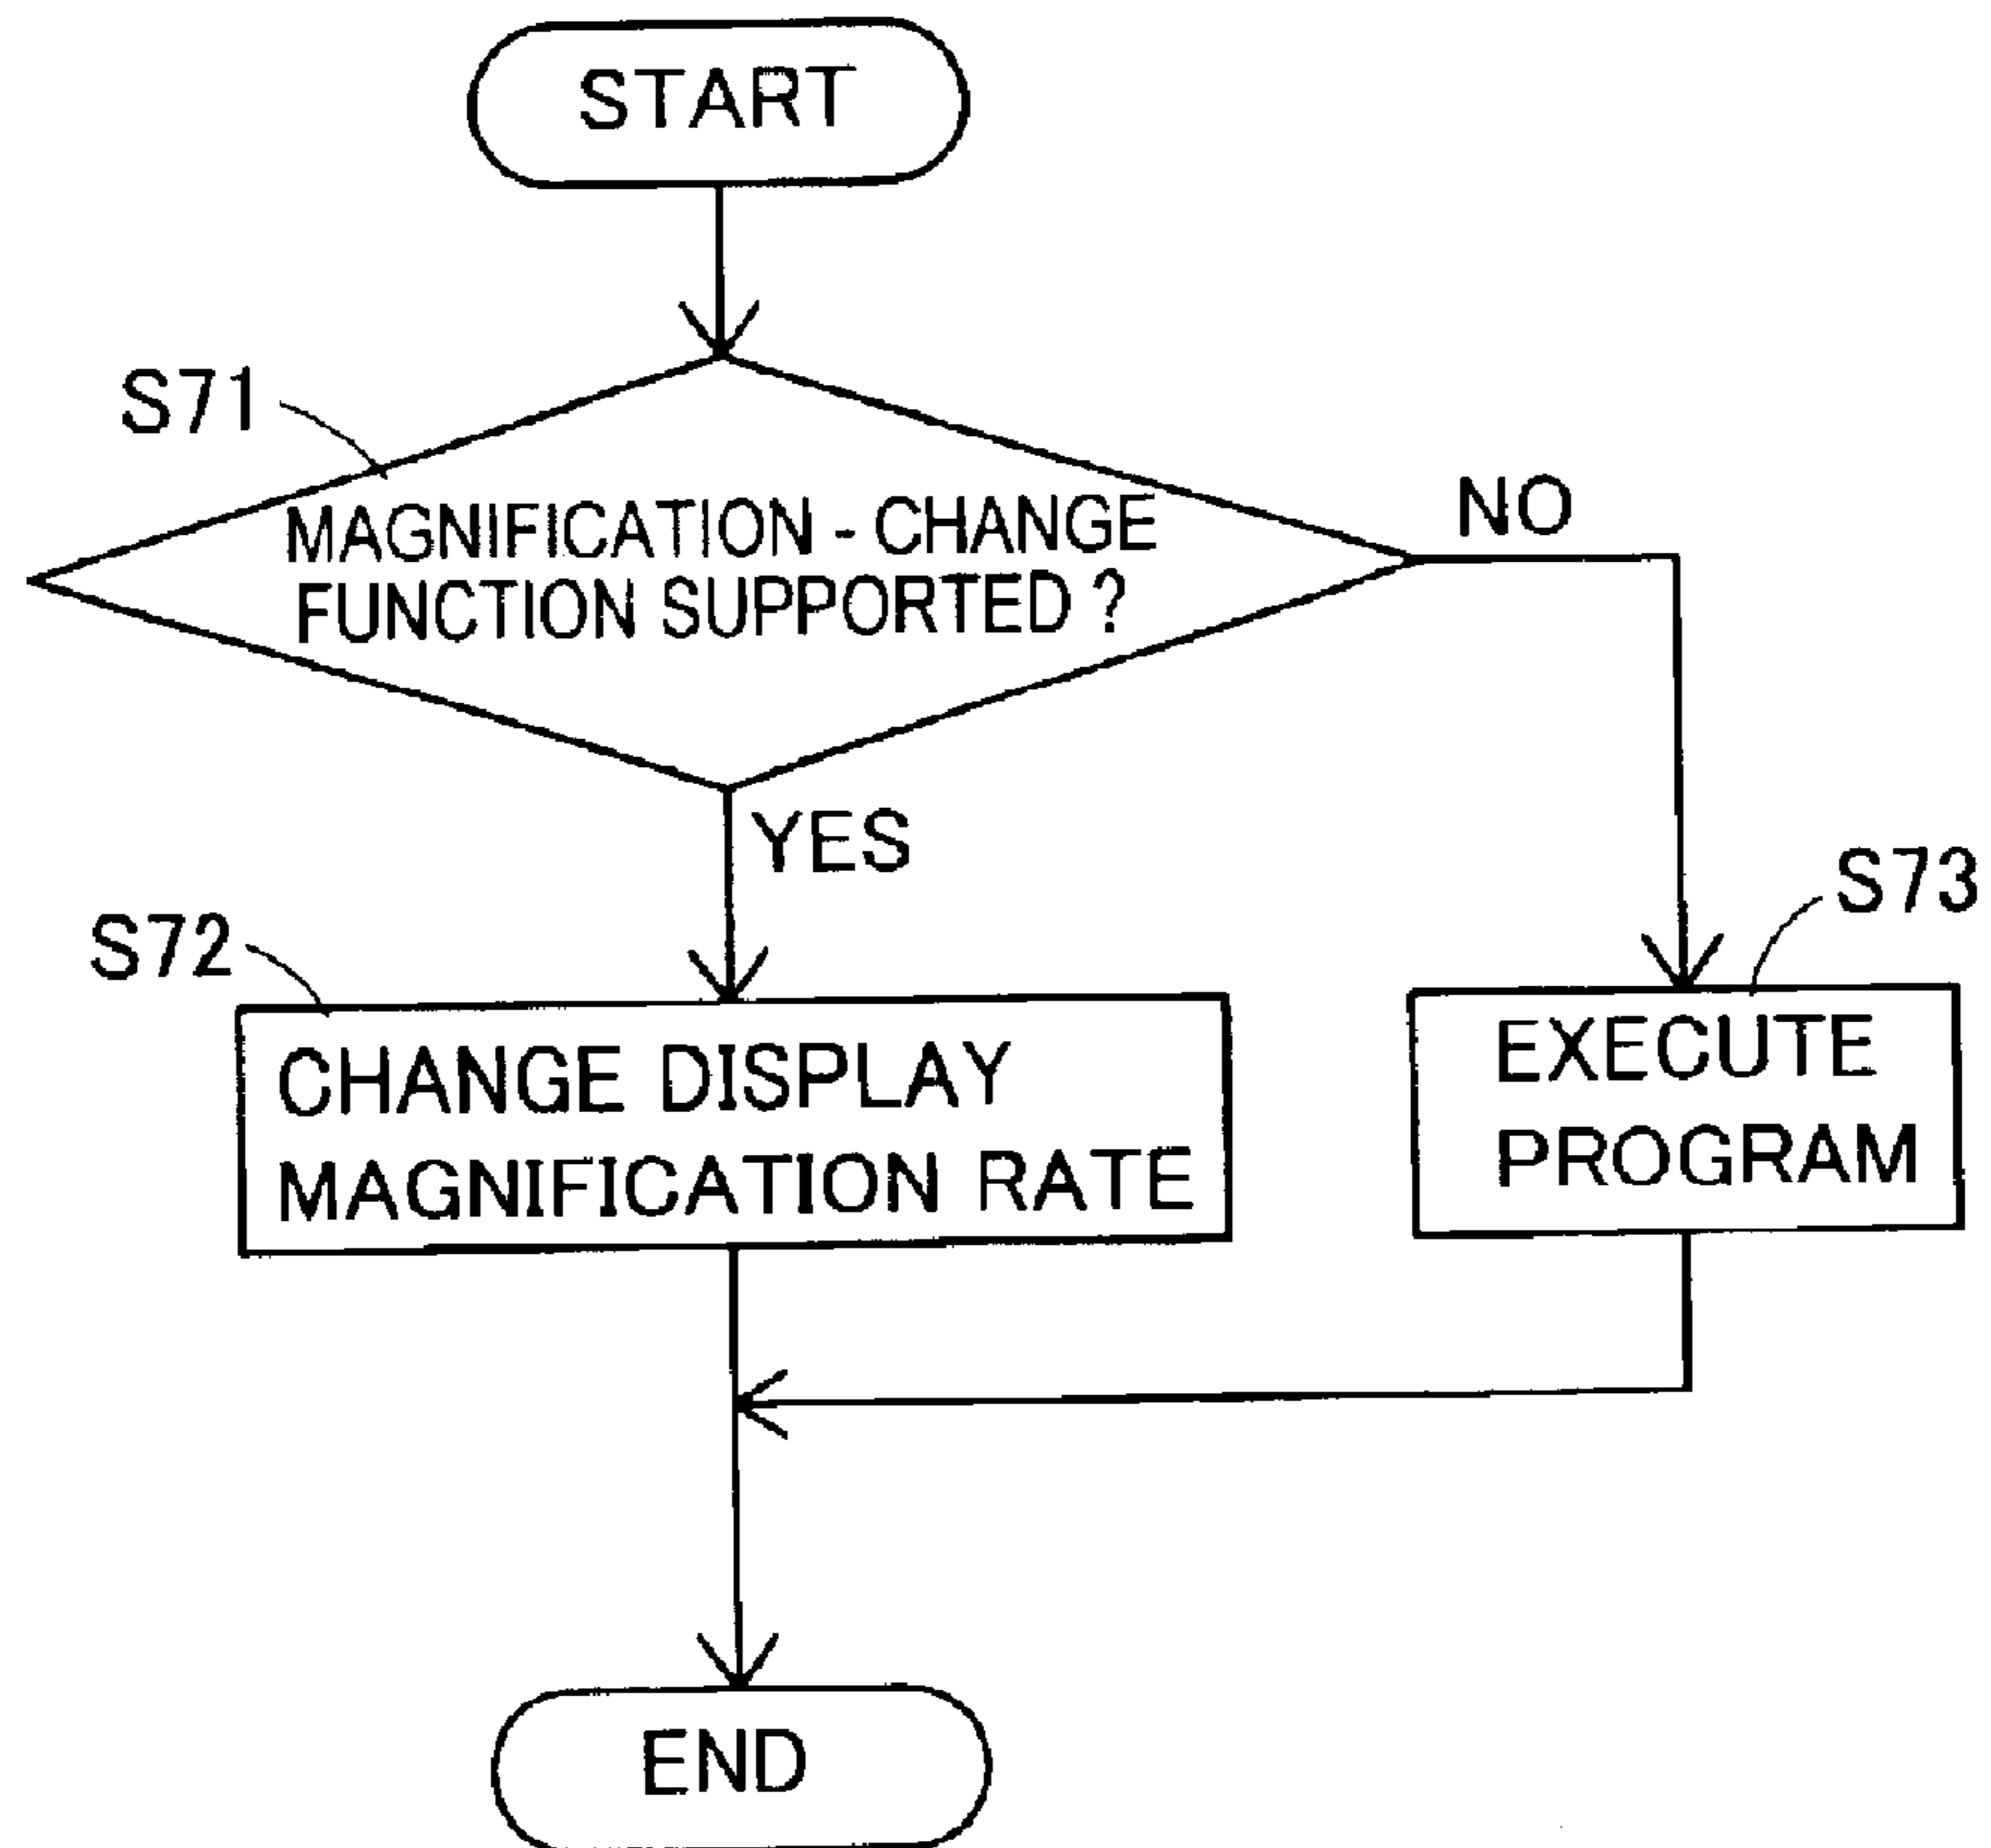 START
S71
MAGNIFICATION - CHANGE
FUNCTION SUPPORTED ?
NO
YES
S72
CHANGE DISPLAY
MAGNIFICATION RATE
S73
EXECUTE
PROGRAM
END